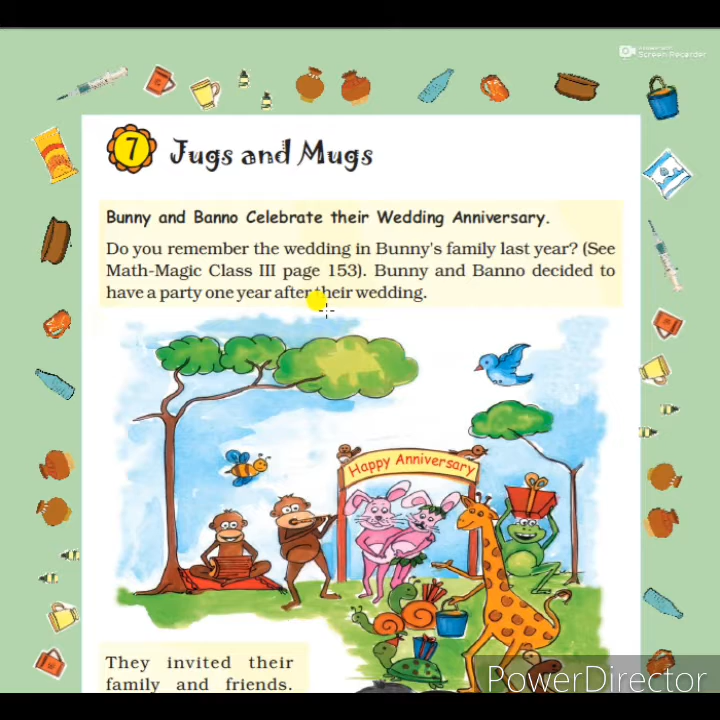 Screen Recorder
7 Jugs and Mugs
Bunny and Banno Celebrate their Wedding Anniversary.
Do you remember the wedding in Bunny's family last year? (See
Math-Magic Class III page 153). Bunny and Banno decided to
have a party one year after their wedding.
Happy Anniversary
They invited their
family and friends.
PowerDirector